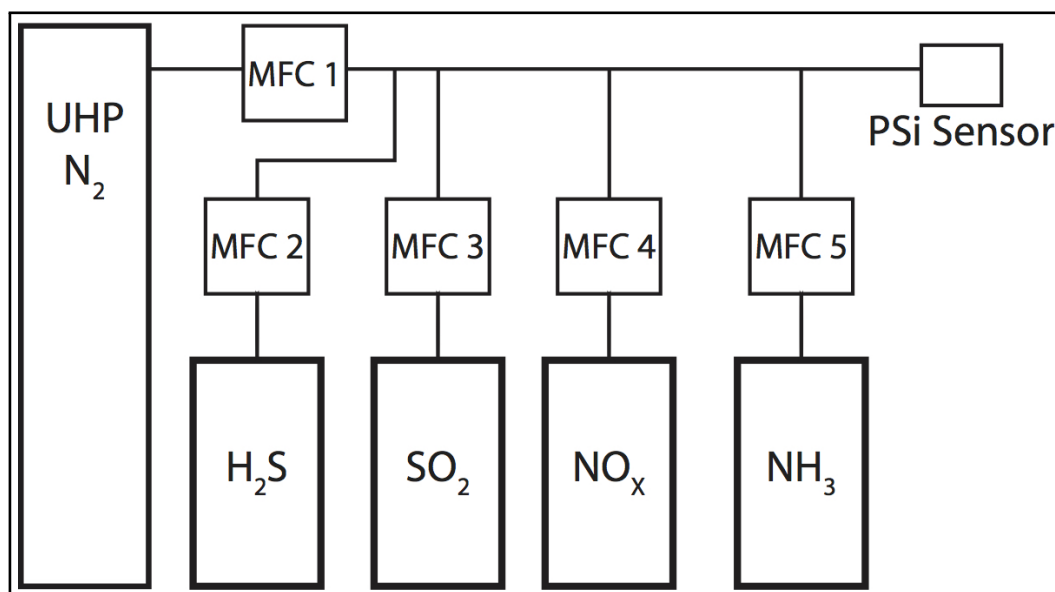 UHP
N₂
MFC 1
PSi Sensor
MFC 2
MFC 3
MFC 4
MFC 5
H₂S
SO₂
NOₓ
NH₃